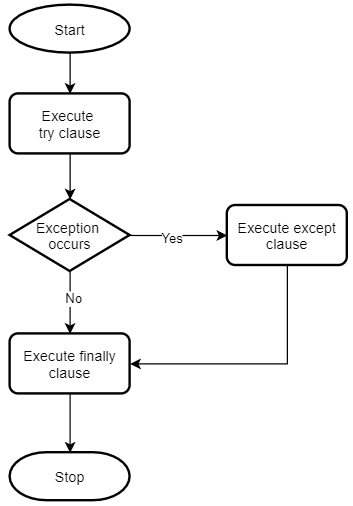 Start
Execute
try clause
Exception
occurs
Yes
Execute except
clause
No
Execute finally
clause
Stop